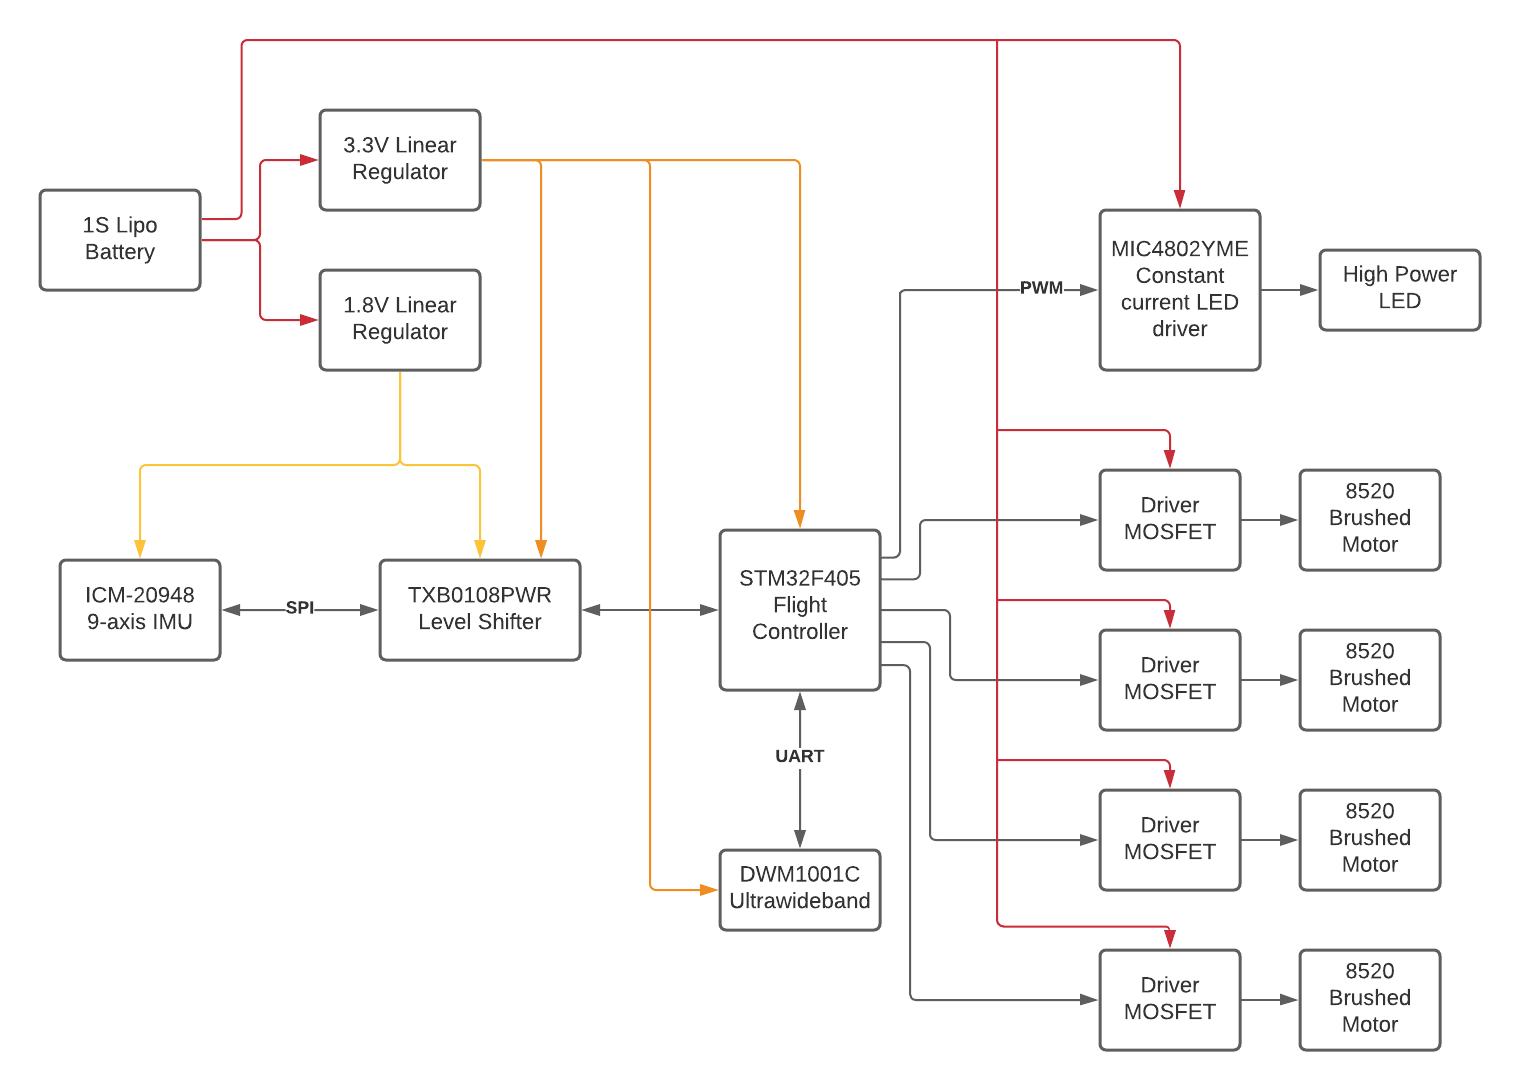 3.3V Linear
Regulator
1S Lipo
Battery
1.8V Linear
Regulator
MIC4802YME
Constant
current LED
driver
High Power
LED
PWM
Driver
MOSFET
8520
Brushed
Motor
ICM-20948
9-axis IMU
SPI
TXB0108PWR
Level Shifter
STM32F405
Flight
Controller
Driver
MOSFET
8520
Brushed
Motor
UART
Driver
MOSFET
8520
Brushed
Motor
DWM1001C
Ultrawideband
Driver
MOSFET
8520
Brushed
Motor